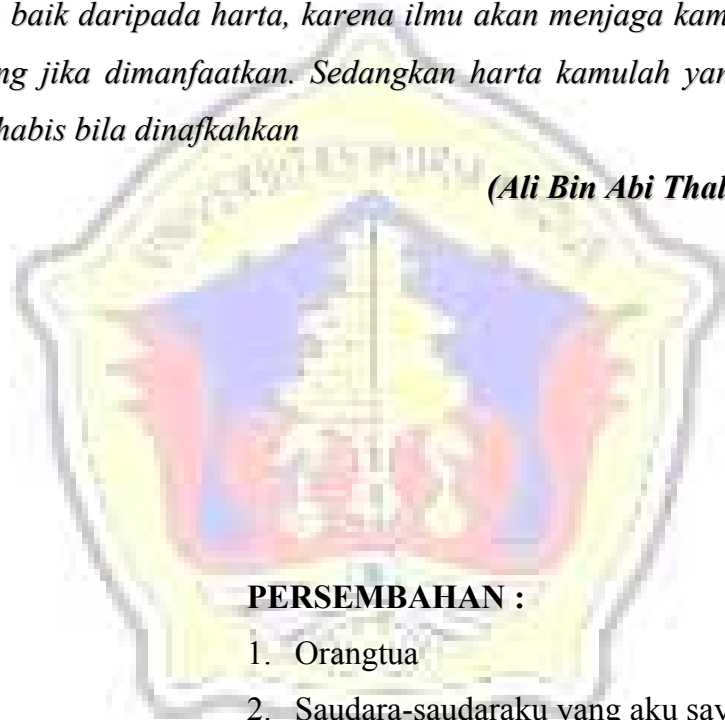 baik daripada harta, karena ilmu akan menjaga kam
ng jika dimanfaatkan. Sedangkan harta kamulah yan
habis bila dinafkahkan
(Ali Bin Abi Thal
PERSEMBAHAN :
1. Orangtua
2. Saudara-saudaraku yang aku say